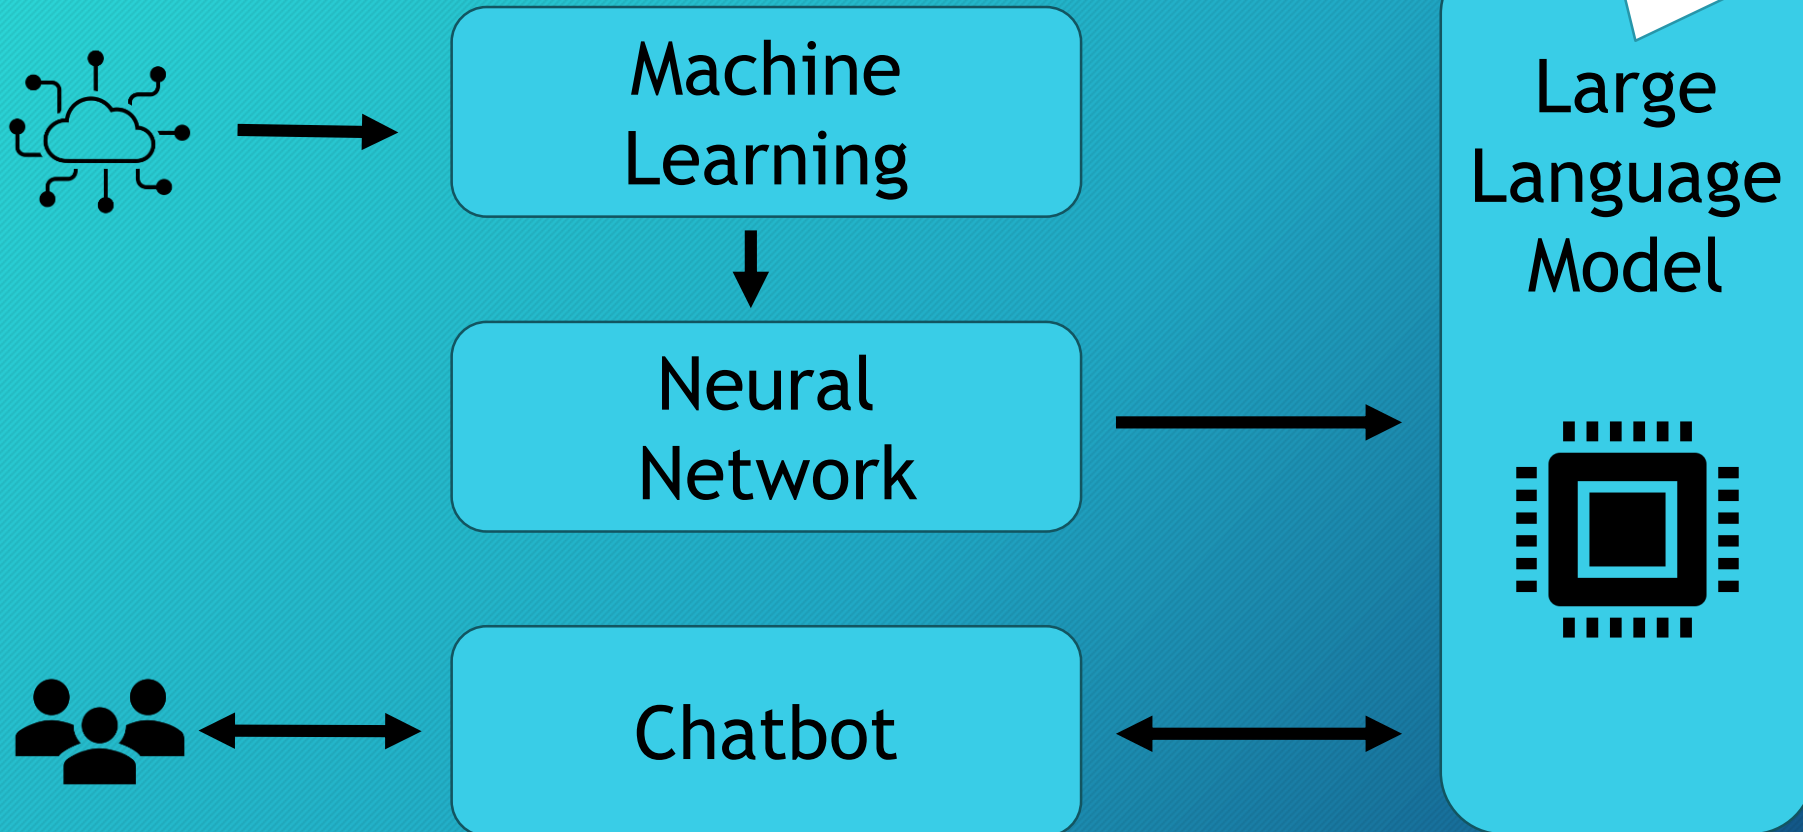 Machine
Learning
Neural
Network
Chatbot
Large
Language
Model